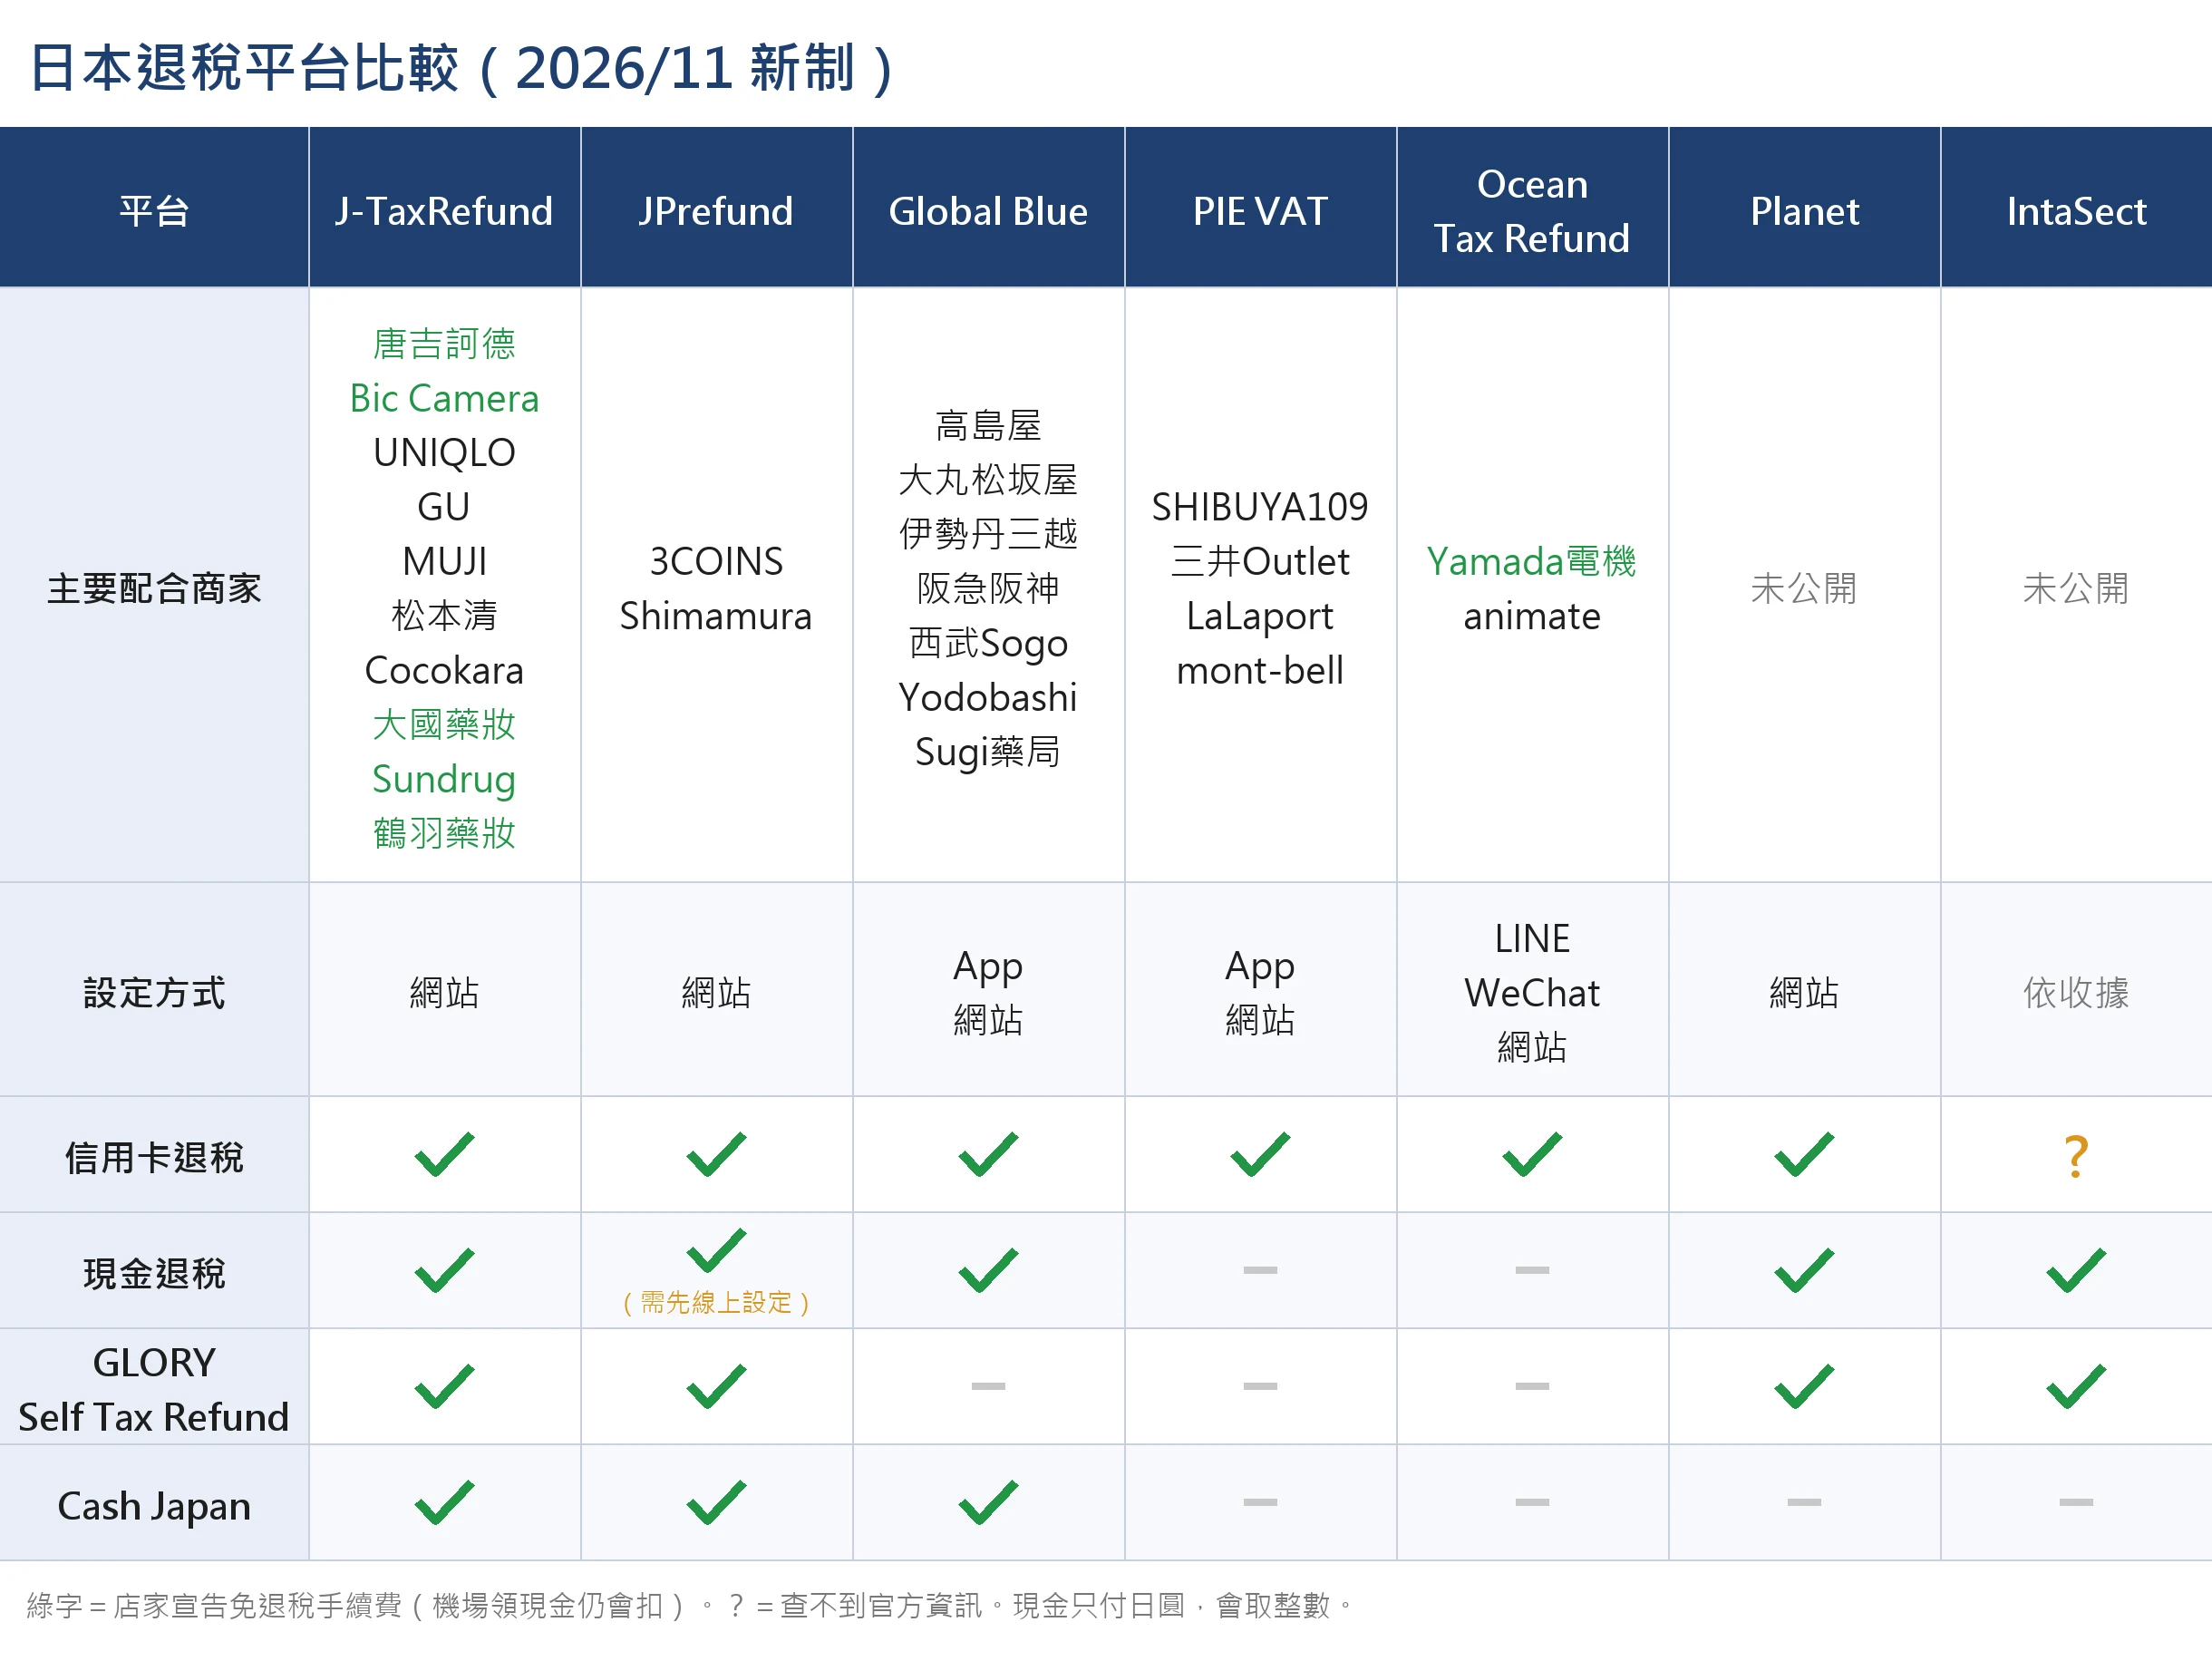 日本退稅平台比較（2026/11 新制）
平台
J-TaxRefund
JPrefund
Global Blue
PIE VAT
Ocean
Tax Refund
Planet
IntaSect
主要配合商家
唐吉訶德
Bic Camera
UNIQLO
GU
MUJI
松本清
Cocokara
大國藥妝
Sundrug
鶴羽藥妝
3COINS
Shimamura
高島屋
大丸松坂屋
伊勢丹三越
阪急阪神
西武Sogo
Yodobashi
Sugi藥局
SHIBUYA109
三井Outlet
LaLaport
mont-bell
Yamada電機
animate
未公開
未公開
設定方式
網站
網站
App
網站
App
網站
LINE
WeChat
網站
網站
依收據
信用卡退稅
?
現金退稅
（需先線上設定）
GLORY
Self Tax Refund
Cash Japan
綠字 = 店家宣告免退稅手續費（機場領現金仍會扣）。? = 查不到官方資訊。現金只付日圓，會取整數。